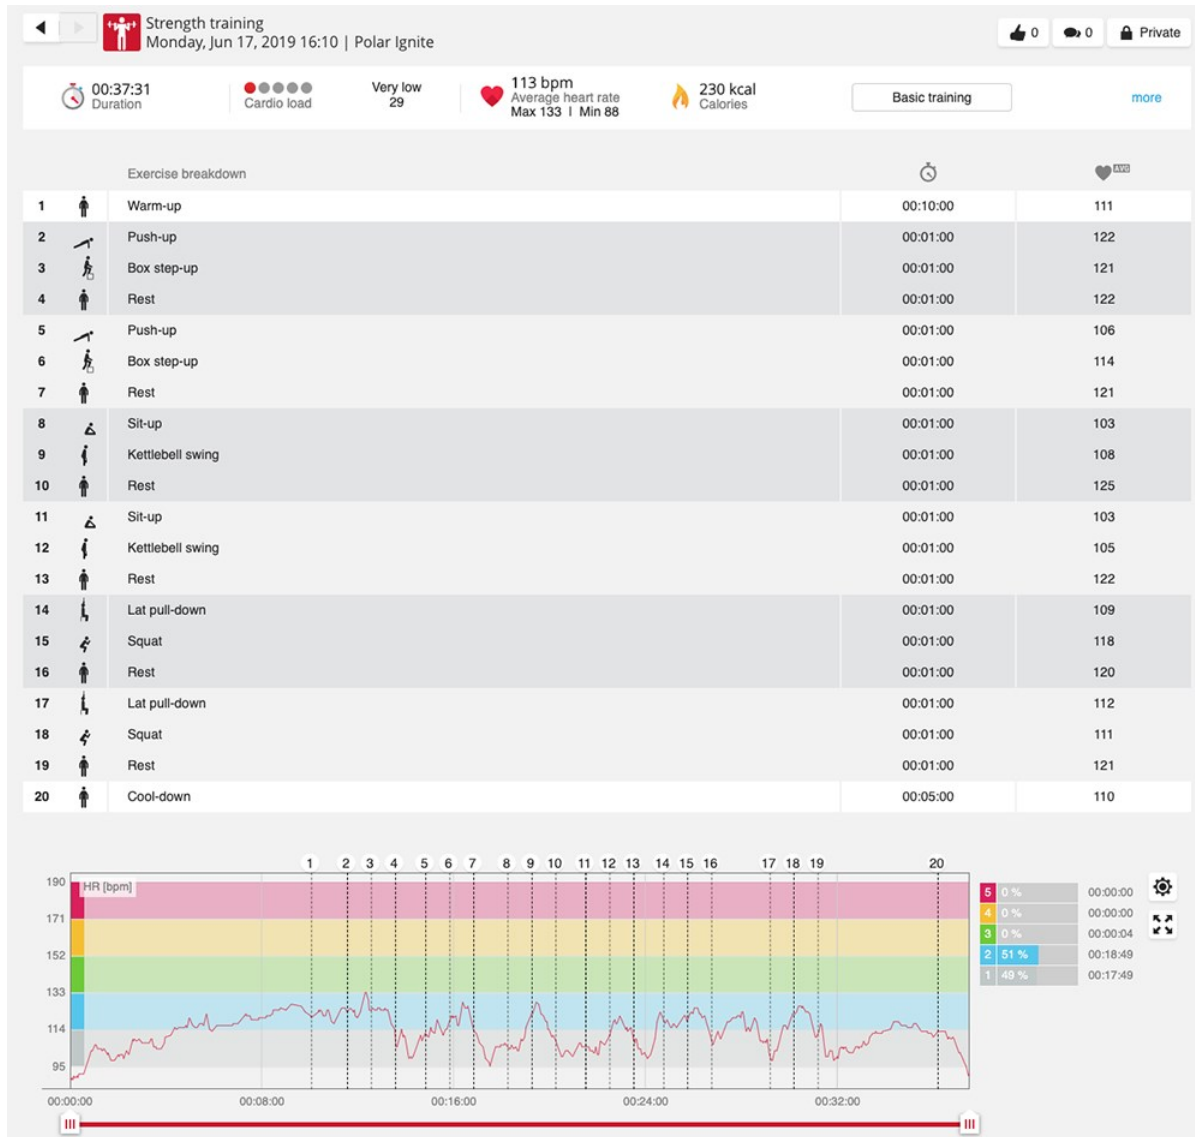 Strength training
Monday, Jun 17, 2019 16:10 | Polar Ignite
0
0
Private
00:37:31
Duration
Cardio load
Very low
29
113 bpm
Average heart rate
Max 133 | Min 88
230 kcal
Calories
Basic training
more
Exercise breakdown AVG
1 Warm-up 00:10:00 111
2 Push-up 00:01:00 122
3 Box step-up 00:01:00 121
4 Rest 00:01:00 122
5 Push-up 00:01:00 106
6 Box step-up 00:01:00 114
7 Rest 00:01:00 121
8 Sit-up 00:01:00 103
9 Kettlebell swing 00:01:00 108
10 Rest 00:01:00 125
11 Sit-up 00:01:00 103
12 Kettlebell swing 00:01:00 105
13 Rest 00:01:00 122
14 Lat pull-down 00:01:00 109
15 Squat 00:01:00 118
16 Rest 00:01:00 120
17 Lat pull-down 00:01:00 112
18 Squat 00:01:00 111
19 Rest 00:01:00 121
20 Cool-down 00:05:00 110
1 2 3 4 5 6 7 8 9 10 11 12 13 14 15 16 17 18 19 20
HR [bpm]
190
171
152
133
114
95
00:00:00 00:08:00 00:16:00 00:24:00 00:32:00
5 0 % 00:00:00
4 0 % 00:00:00
3 0 % 00:00:04
2 51 % 00:18:49
1 49 % 00:17:49